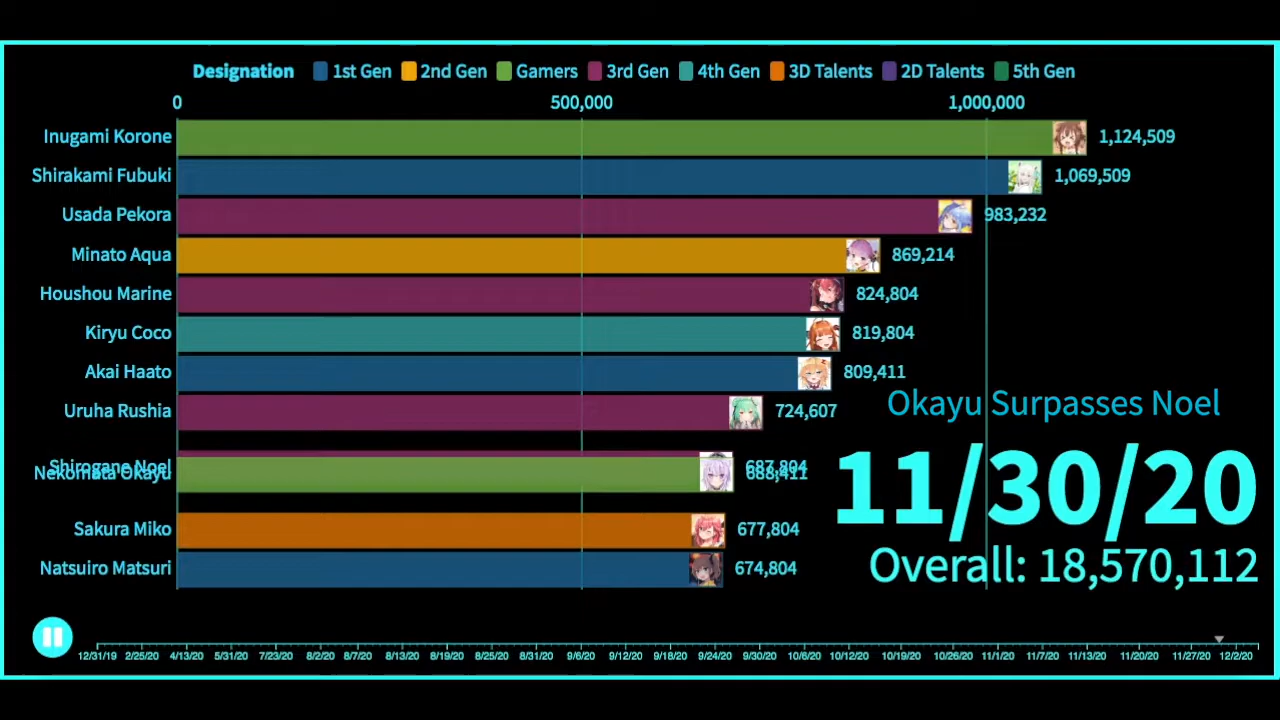 Designation 1st Gen 2nd Gen Gamers 3rd Gen 4th Gen 3D Talents 2D Talents 5th Gen
0 500,000 1,000,000
Inugami Korone 1,124,509
Shirakami Fubuki 1,069,509
Usada Pekora 983,232
Minato Aqua 869,214
Houshou Marine 824,804
Kiryu Coco 819,804
Akai Haato 809,411
Uruha Rushia 724,607
Okayu Surpasses Noel
Shirogane Noel 687,804
Nekomata Okayu 688,411
11/30/20
Sakura Miko 677,804
Natsuiro Matsuri 674,804
Overall: 18,570,112
12/31/19 2/25/20 4/13/20 5/31/20 7/23/20 8/2/20 8/7/20 8/13/20 8/19/20 8/25/20 8/31/20 9/6/20 9/12/20 9/18/20 9/24/20 9/30/20 10/6/20 10/12/20 10/19/20 10/26/20 11/1/20 11/7/20 11/13/20 11/20/20 11/27/20 12/2/20